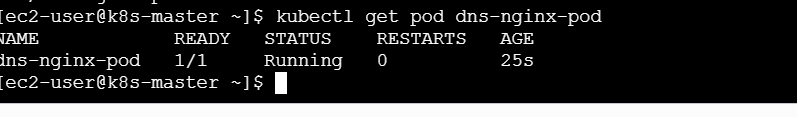 [ec2-user@k8s-master ~]$ kubectl get pod dns-nginx-pod
NAME READY STATUS RESTARTS AGE
dns-nginx-pod 1/1 Running 0 25s
[ec2-user@k8s-master ~]$